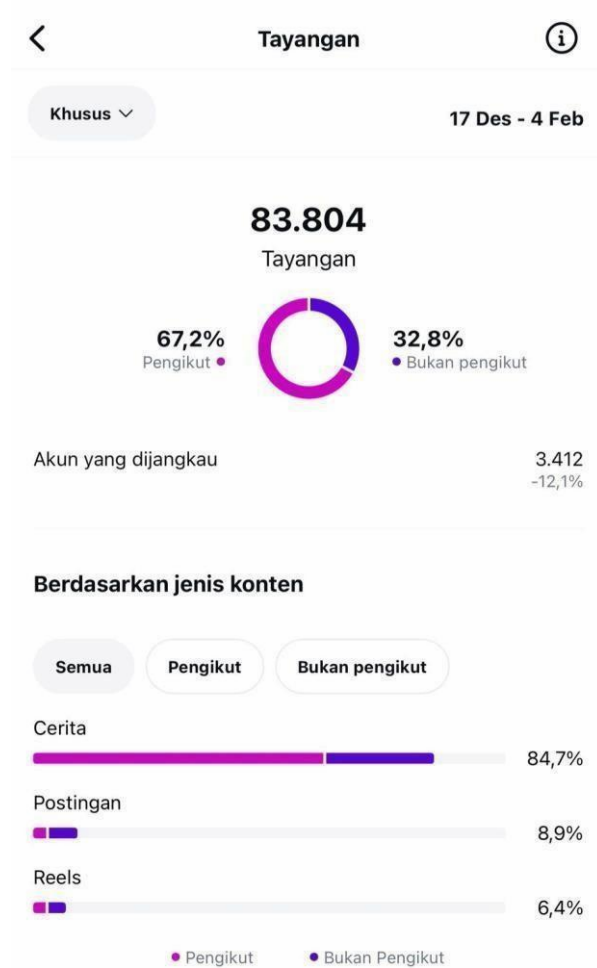 Tayangan
Khusus
17 Des - 4 Feb
83.804
Tayangan
67,2%
Pengikut
32,8%
Bukan pengikut
Akun yang dijangkau
3.412
-12,1%
Berdasarkan jenis konten
Semua
Pengikut
Bukan pengikut
Cerita
84,7%
Postingan
8,9%
Reels
6,4%
Pengikut
Bukan Pengikut